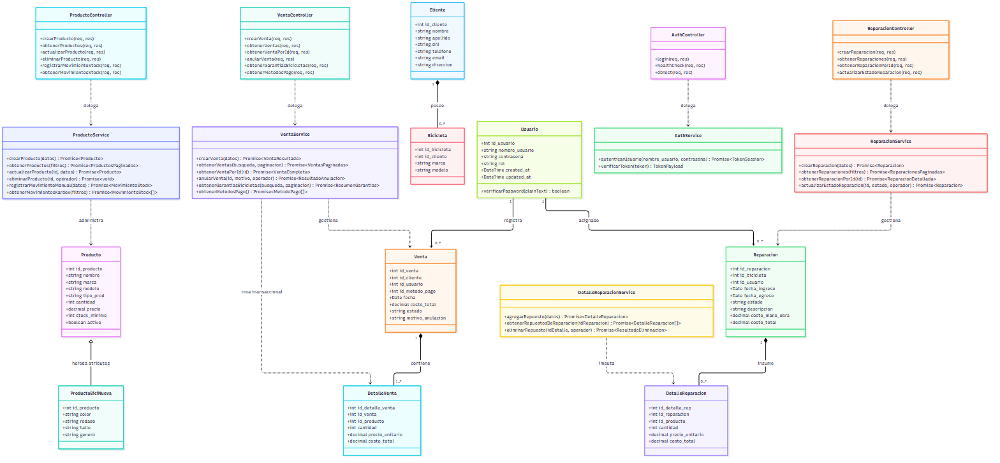 ProductoController
+crearProducto(req, res)
+obtenerProductos(req, res)
+actualizarProducto(req, res)
+eliminarProducto(req, res)
+registrarMovimientoStock(req, res)
+obtenerMovimientosStock(req, res)
VentaController
+crearVenta(req, res)
+obtenerVentas(req, res)
+obtenerVentaPorId(req, res)
+anularVenta(req, res)
+obtenerGarantiasBicicletas(req, res)
+obtenerMetodosPago(req, res)
Cliente
+int id_cliente
+string nombre
+string apellido
+string dni
+string telefono
+string email
+string direccion
AuthController
+login(req, res)
+healthCheck(req, res)
+dbTest(req, res)
ReparacionController
+crearReparacion(req, res)
+obtenerReparaciones(req, res)
+obtenerReparacionPorId(req, res)
+actualizarEstadoReparacion(req, res)
delega
delega
1
posee
0..*
delega
delega
ProductoService
+crearProducto(datos) : Promise<Producto>
+obtenerProductos(filtros) : Promise<ProductosPaginados>
+actualizarProducto(id, datos) : Promise<Producto>
+eliminarProducto(id, operador) : Promise<void>
+registrarMovimientoManual(datos) : Promise<MovimientoStock>
+obtenerMovimientosKardex(filtros) : Promise<MovimientoStock[]>
VentaService
+crearVenta(datos) : Promise<VentaResultado>
+obtenerVentas(busqueda, paginacion) : Promise<VentasPaginadas>
+obtenerVentaPorId(id) : Promise<VentaCompleta>
+anularVenta(id, motivo, operador) : Promise<ResultadoAnulacion>
+obtenerGarantiasBicicletas(busqueda, paginacion) : Promise<ResumenGarantias>
+obtenerMetodosPago() : Promise<MetodoPago[]>
Bicicleta
+int id_bicicleta
+int id_cliente
+string marca
+string modelo
Usuario
+int id_usuario
+string nombre_usuario
+string contrasena
+string rol
+DateTime created_at
+DateTime updated_at
+verificarPassword(plainText) : boolean
AuthService
+autenticarUsuario(nombre_usuario, contrasena) : Promise<TokenSession>
+verificarToken(token) : TokenPayload
ReparacionService
+crearReparacion(datos) : Promise<Reparacion>
+obtenerReparaciones(filtros) : Promise<ReparacionesPaginadas>
+obtenerReparacionPorId(id) : Promise<ReparacionDetallada>
+actualizarEstadoReparacion(id, estado, operador) : Promise<Reparacion>
administra
gestiona
1
registra
0..*
1
asignado
0..*
gestiona
Producto
+int id_producto
+string nombre
+string marca
+string modelo
+string tipo_prod
+int cantidad
+decimal precio
+int stock_minimo
+boolean activo
crea transaccional
Venta
+int id_venta
+int id_cliente
+int id_usuario
+int id_metodo_pago
+Date fecha
+decimal costo_total
+string estado
+string motivo_anulacion
DetalleReparacionService
+agregarRepuesto(datos) : Promise<DetalleReparacion>
+obtenerRepuestosDeReparacion(idReparacion) : Promise<DetalleReparacion[]>
+eliminarRepuesto(idDetalle, operador) : Promise<ResultadoEliminacion>
Reparacion
+int id_reparacion
+int id_bicicleta
+int id_usuario
+Date fecha_ingreso
+Date fecha_egreso
+string estado
+string descripcion
+decimal costo_mano_obra
+decimal costo_total
hereda atributos
1
contiene
1..*
imputa
1
insume
0..*
ProductoBiciNueva
+int id_producto
+string color
+string rodado
+string talle
+string genero
DetalleVenta
+int id_detalle_venta
+int id_venta
+int id_producto
+int cantidad
+decimal precio_unitario
+decimal costo_total
DetalleReparacion
+int id_detalle_rep
+int id_reparacion
+int id_producto
+int cantidad
+decimal precio_unitario
+decimal costo_total